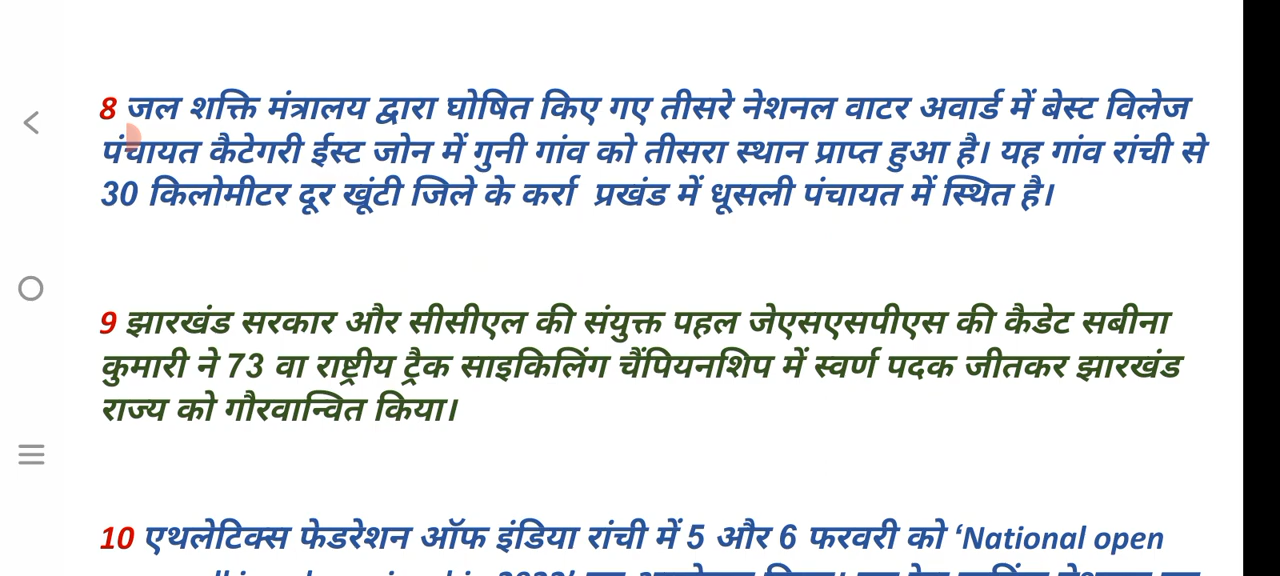 8 जल शक्ति मंत्रालय द्वारा घोषित किए गए तीसरे नेशनल वाटर अवार्ड में बेस्ट विलेज
पंचायत कैटेगरी ईस्ट जोन में गुनी गांव को तीसरा स्थान प्राप्त हुआ है। यह गांव रांची से
30 किलोमीटर दूर खूंटी जिले के कर्रा प्रखंड में धूसली पंचायत में स्थित है।
9 झारखंड सरकार और सीसीएल की संयुक्त पहल जेएसएसपीएस की कैडेट सबीना
कुमारी ने 73 वा राष्ट्रीय ट्रैक साइकिलिंग चैंपियनशिप में स्वर्ण पदक जीतकर झारखंड
राज्य को गौरवान्वित किया।
10 एथलेटिक्स फेडरेशन ऑफ इंडिया रांची में 5 और 6 फरवरी को ‘National open